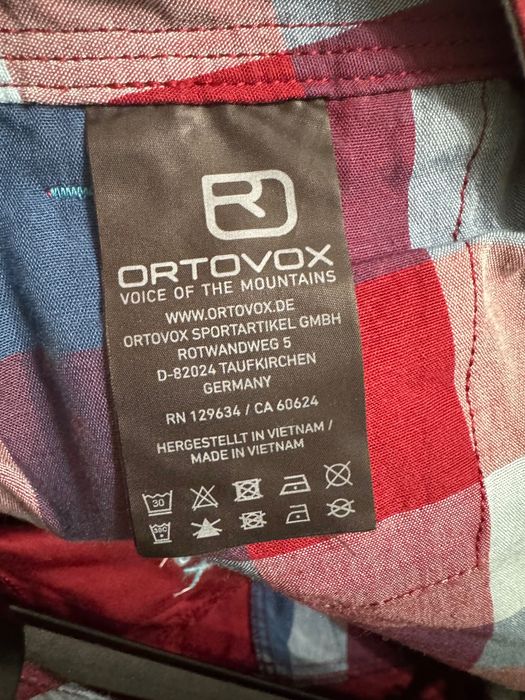 ORTOVOX
VOICE OF THE MOUNTAINS
WWW.ORTOVOX.DE
ORTOVOX SPORTARTIKEL GMBH
ROTWANDWEG 5
D-82024 TAUFKIRCHEN
GERMANY
RN 129634 / CA 60624
HERGESTELLT IN VIETNAM /
MADE IN VIETNAM
30
30C